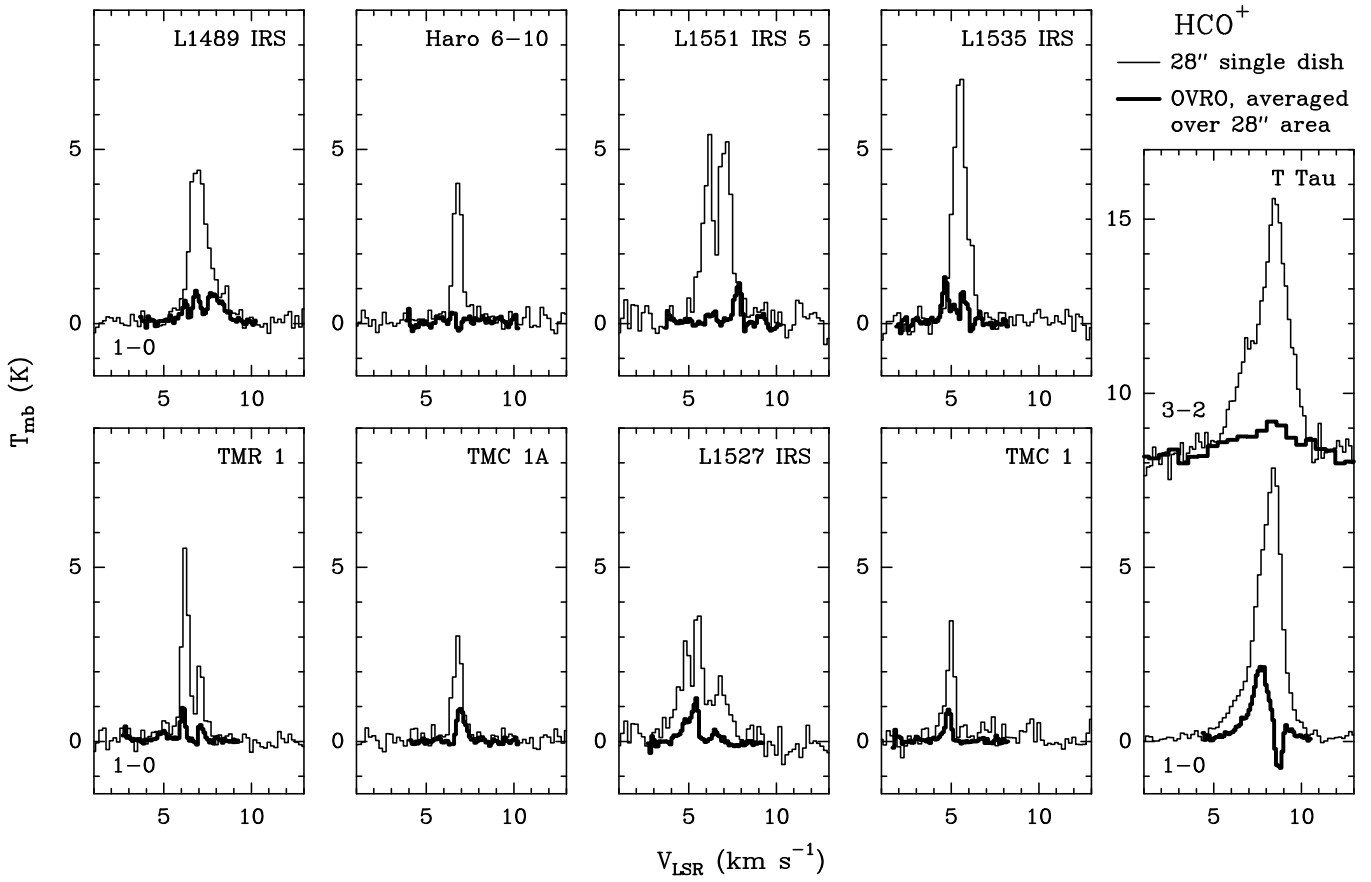 L1489 IRS
Haro 6-10
L1551 IRS 5
L1535 IRS
HCO+
28″ single dish
OVRO, averaged
over 28″ area
5
5
5
5
0
0
0
0
1-0
5 10
5 10
5 10
5 10
T Tau
15
10
3-2
5
0
1-0
5 10
Tmb (K)
TMR 1
TMC 1A
L1527 IRS
TMC 1
5
5
5
5
0
0
0
0
1-0
5 10
5 10
5 10
5 10
VLSR (km s−1)